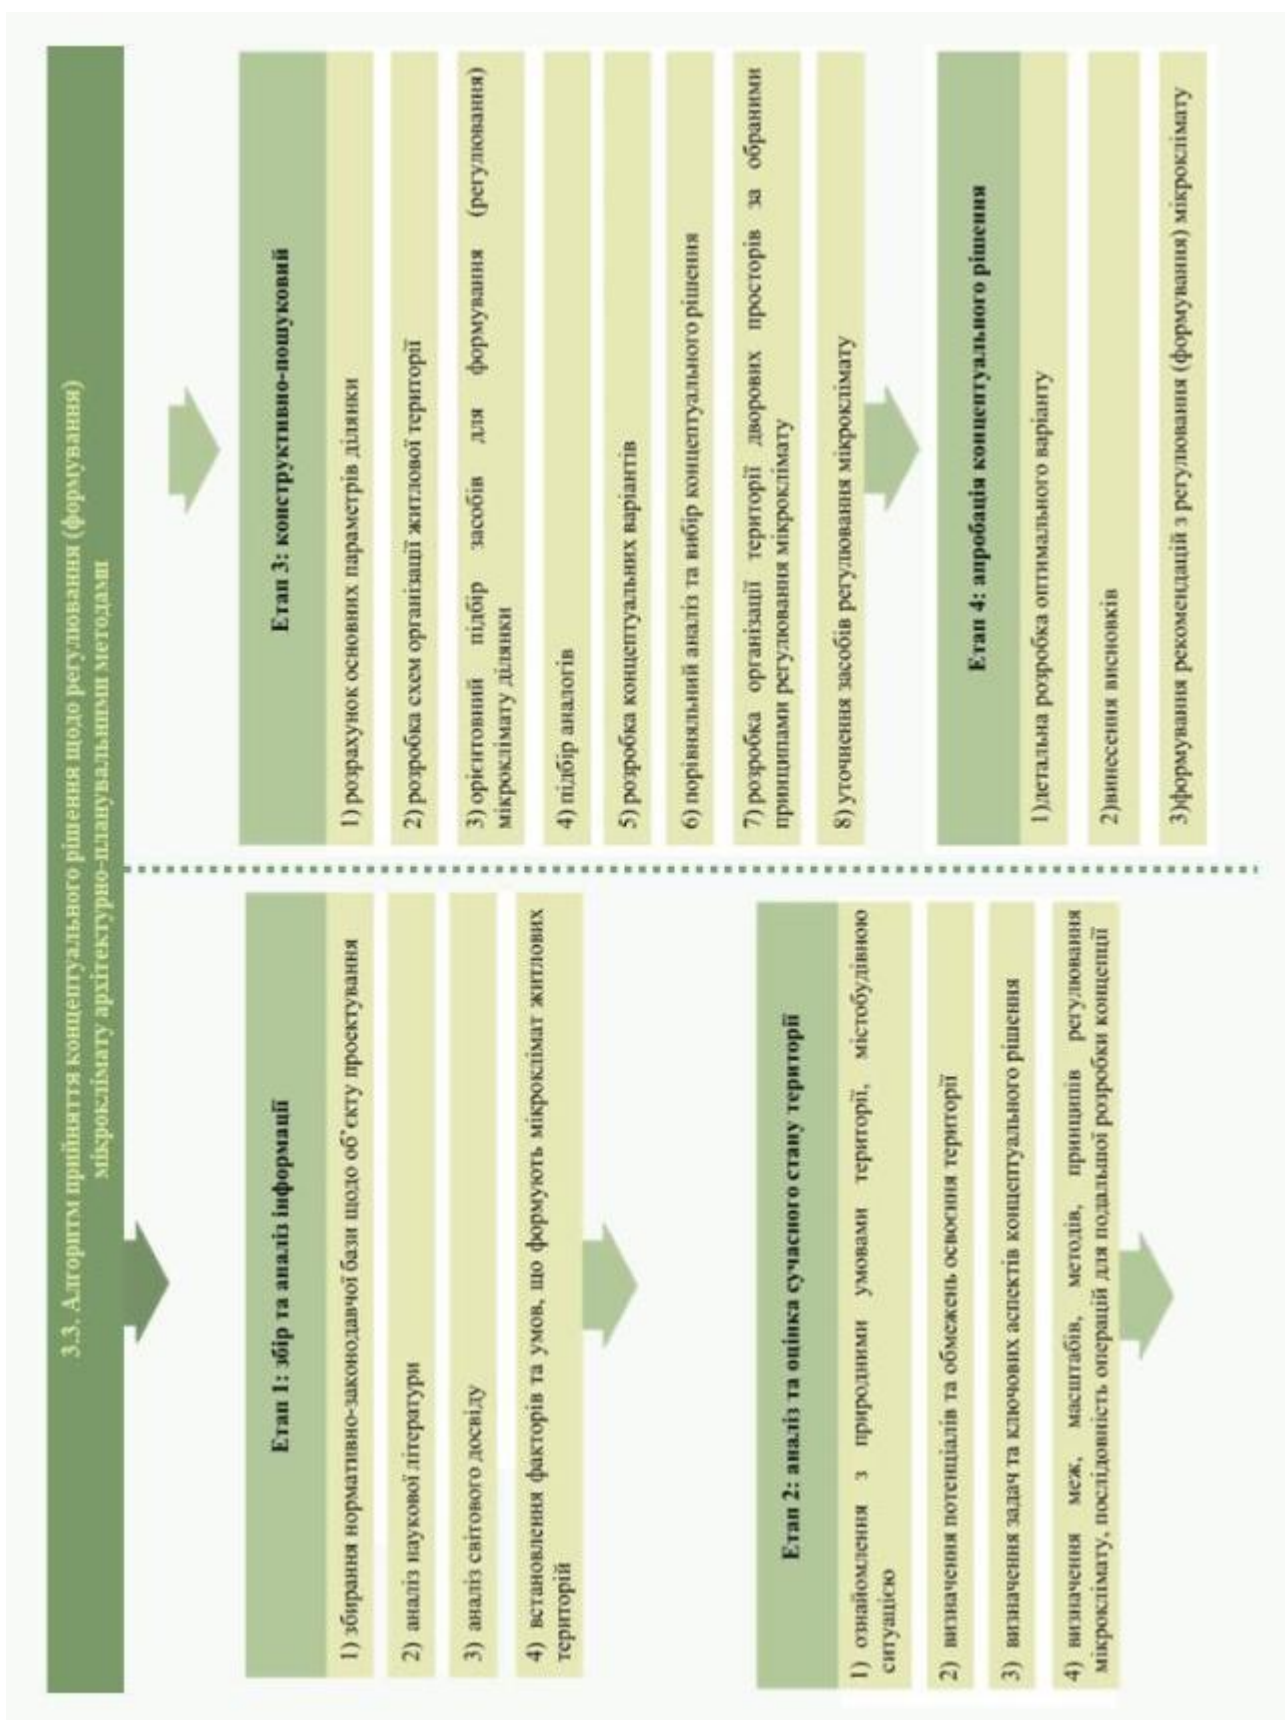 3.3. Алгоритм прийняття концептуального рішення щодо регулювання (формування)
мікроклімату архітектурно-планувальними методами
Етап 1: збір та аналіз інформації
1) збирання нормативно-законодавчої бази щодо об’єкту проєктування
2) аналіз наукової літератури
3) аналіз світового досвіду
4) встановлення факторів та умов, що формують мікроклімат житлових
територій
Етап 2: аналіз та оцінка сучасного стану території
1) ознайомлення з природними умовами території, містобудівною
ситуацією
2) визначення потенціалів та обмежень освоєння території
3) визначення задач та ключових аспектів концептуального рішення
4) визначення меж, масштабів, методів, принципів регулювання
мікроклімату, послідовність операцій для подальшої розробки концепції
Етап 3: конструктивно-пошуковий
1) розрахунок основних параметрів ділянки
2) розробка схем організації житлової території
3) орієнтовний підбір засобів для формування (регулювання)
мікроклімату ділянки
4) підбір аналогів
5) розробка концептуальних варіантів
6) порівняльний аналіз та вибір концептуального рішення
7) розробка організації території дворових просторів за обраними
принципами регулювання мікроклімату
8) уточнення засобів регулювання мікроклімату
Етап 4: апробація концептуального рішення
1)детальна розробка оптимального варіанту
2)винесення висновків
3)формування рекомендацій з регулювання (формування) мікроклімату